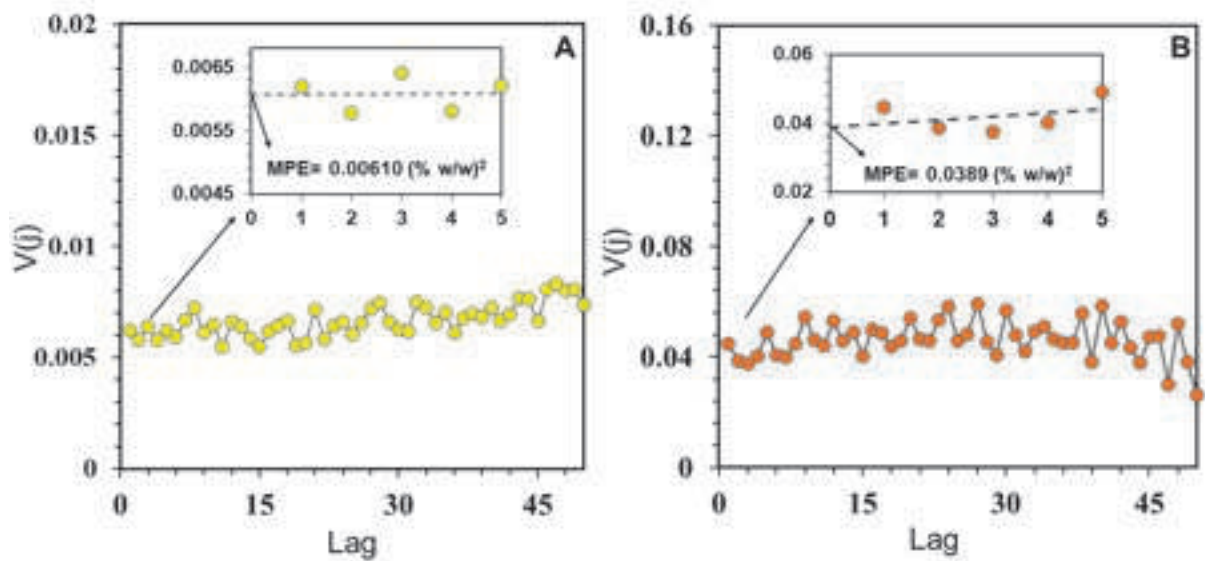 0.02
A
0.015
0.01
0.005
0
V(j)
0.0065
0.0055
0.0045
MPE= 0.00610 (% w/w)²
0 1 2 3 4 5
0 15 30 45
Lag
0.16
B
0.12
0.08
0.04
0
V(j)
0.06
0.04
0.02
MPE= 0.0389 (% w/w)²
0 1 2 3 4 5
0 15 30 45
Lag